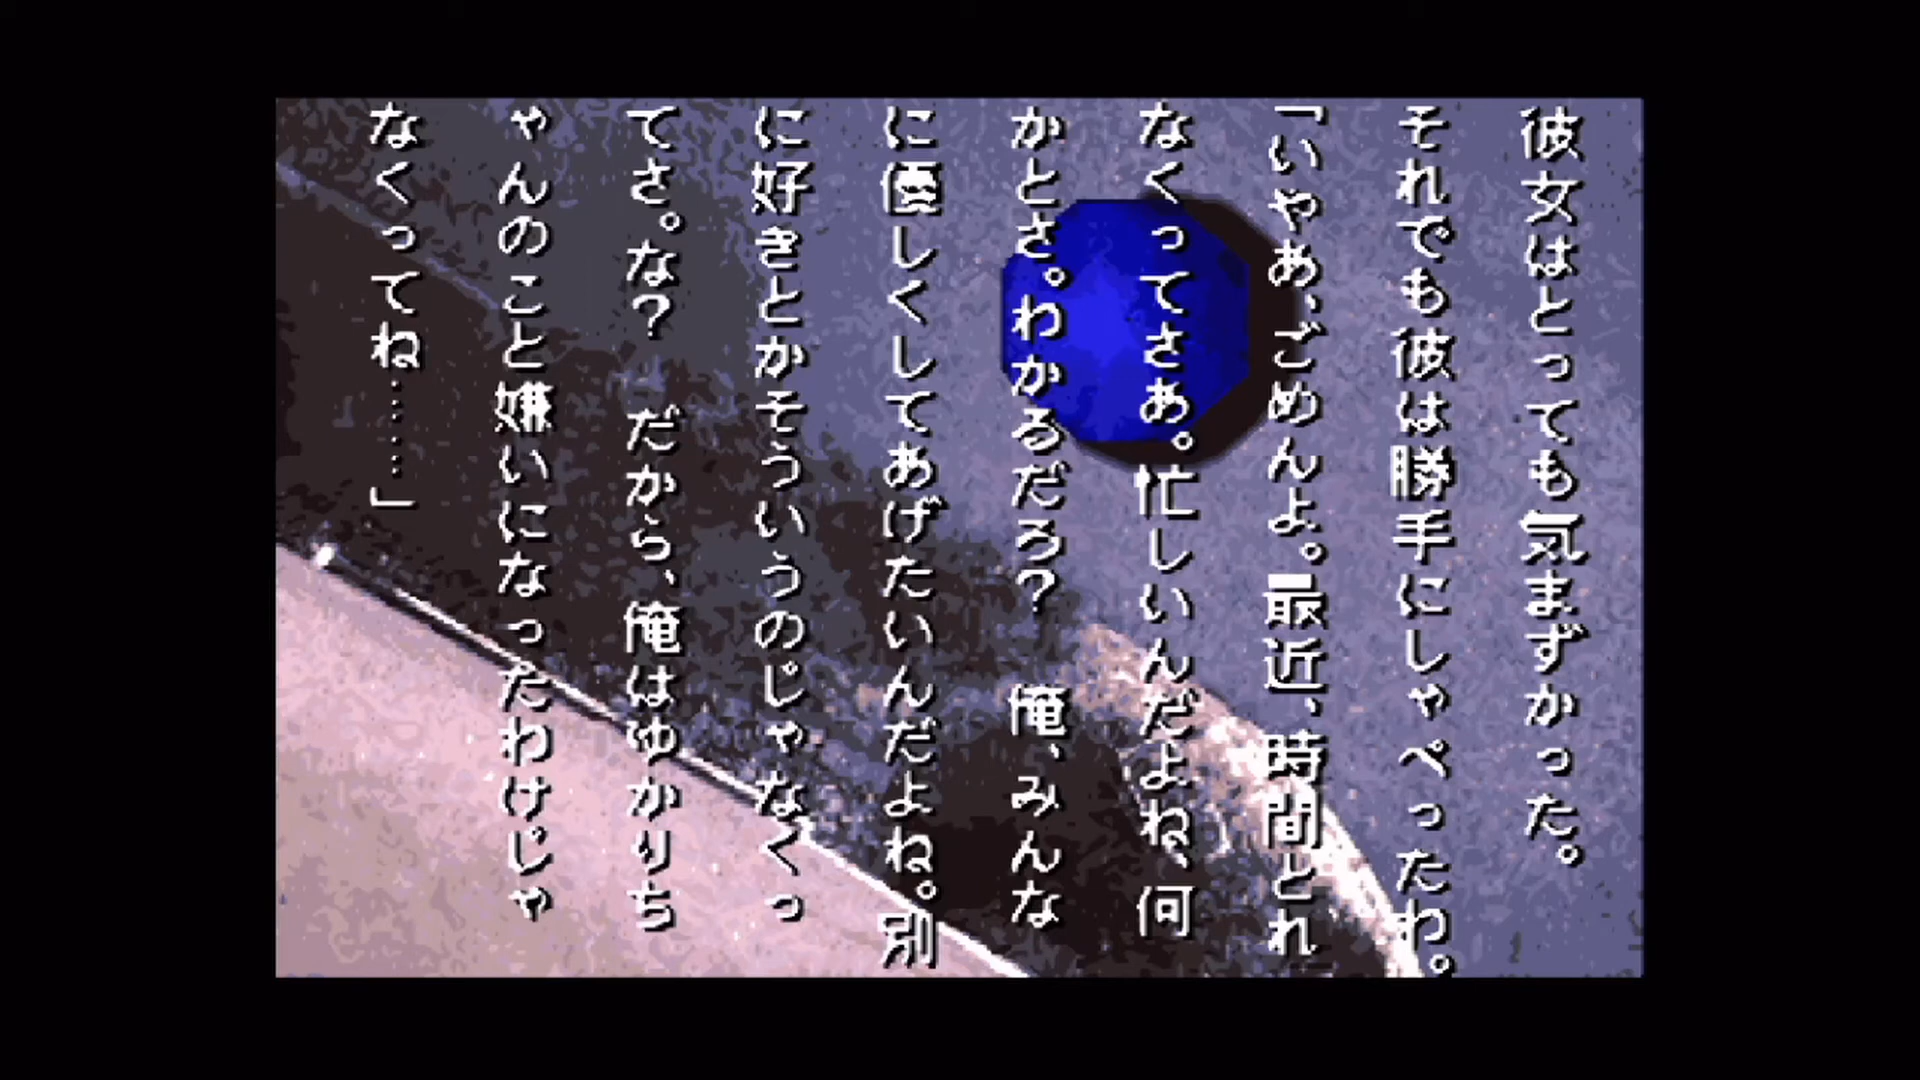 彼女はとっても気まずかった。
それでも彼は勝手にしゃべったわ。
「いやあ、ごめんよ。最近、時間とれ
なくってさあ。忙しいんだよね、何
かとさ。わかるだろ？　俺、みんな
に優しくしてあげたいんだよね。別
に好きとかそういうのじゃなくっ
てさ。な？　だから、俺はゆかりち
ゃんのこと嫌いになったわけじゃ
なくってね……」